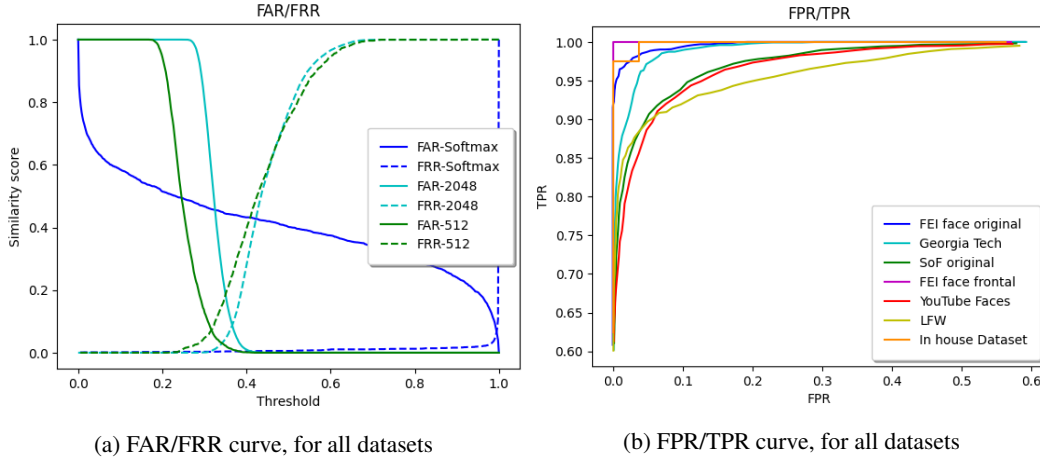 FAR/FRR
1.0
0.8
0.6
0.4
0.2
0.0
Similarity score
FAR-Softmax
FRR-Softmax
FAR-2048
FRR-2048
FAR-512
FRR-512
0.0 0.2 0.4 0.6 0.8 1.0
Threshold
(a) FAR/FRR curve, for all datasets
FPR/TPR
1.00
0.95
0.90
0.85
0.80
0.75
0.70
0.65
0.60
TPR
FEI face original
Georgia Tech
SoF original
FEI face frontal
YouTube Faces
LFW
In house Dataset
0.0 0.1 0.2 0.3 0.4 0.5 0.6
FPR
(b) FPR/TPR curve, for all datasets